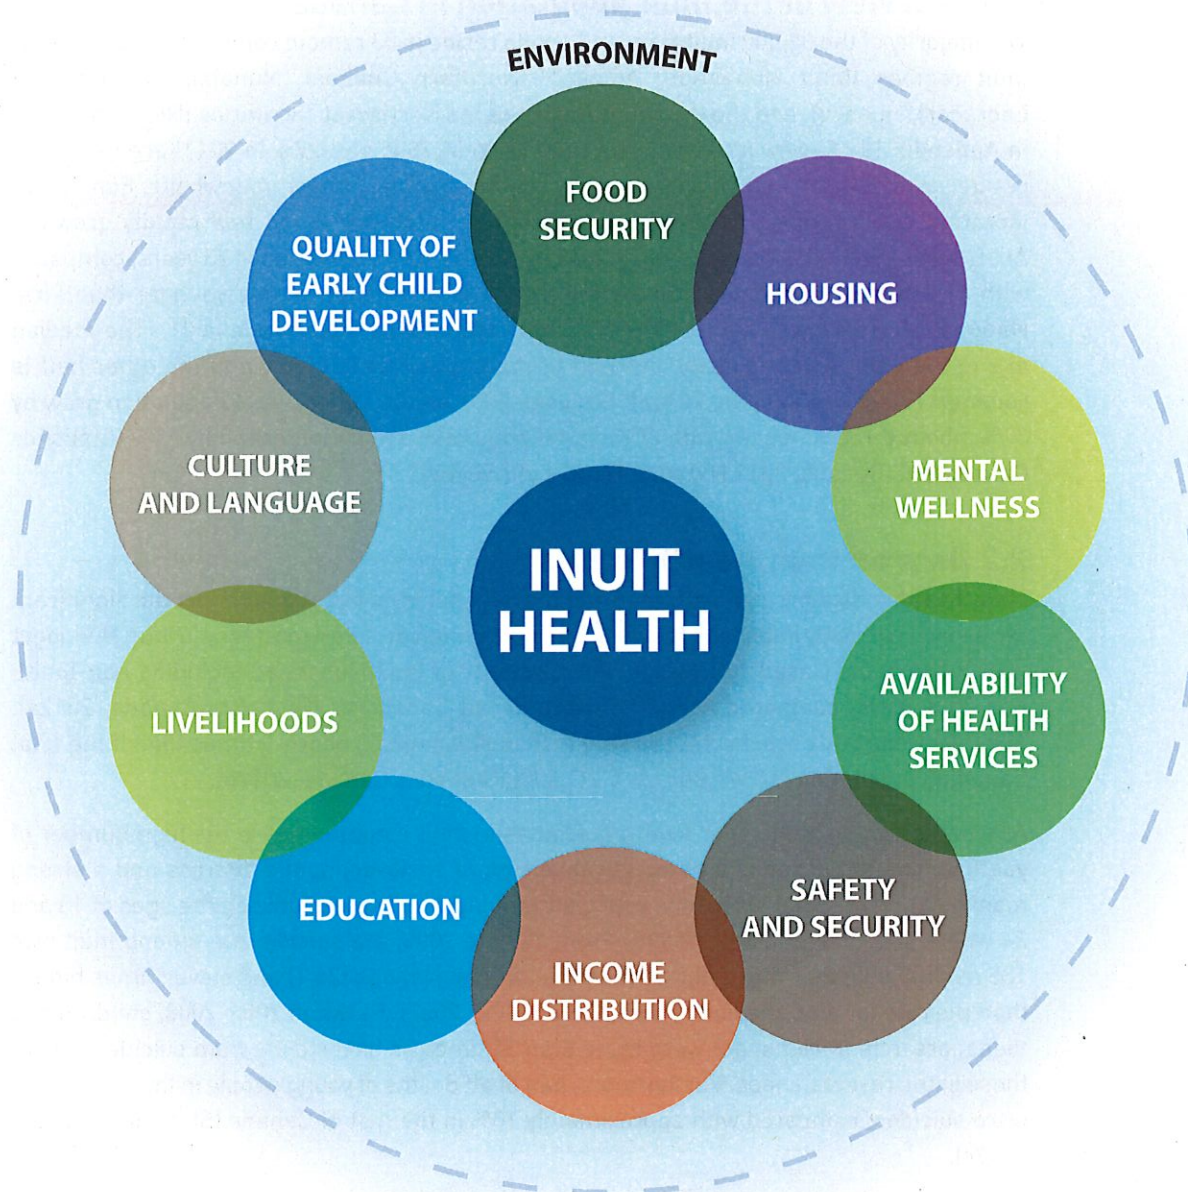 ENVIRONMENT
FOOD
SECURITY
HOUSING
MENTAL
WELLNESS
AVAILABILITY
OF HEALTH
SERVICES
SAFETY
AND SECURITY
INCOME
DISTRIBUTION
EDUCATION
LIVELIHOODS
CULTURE
AND LANGUAGE
QUALITY OF
EARLY CHILD
DEVELOPMENT
INUIT
HEALTH